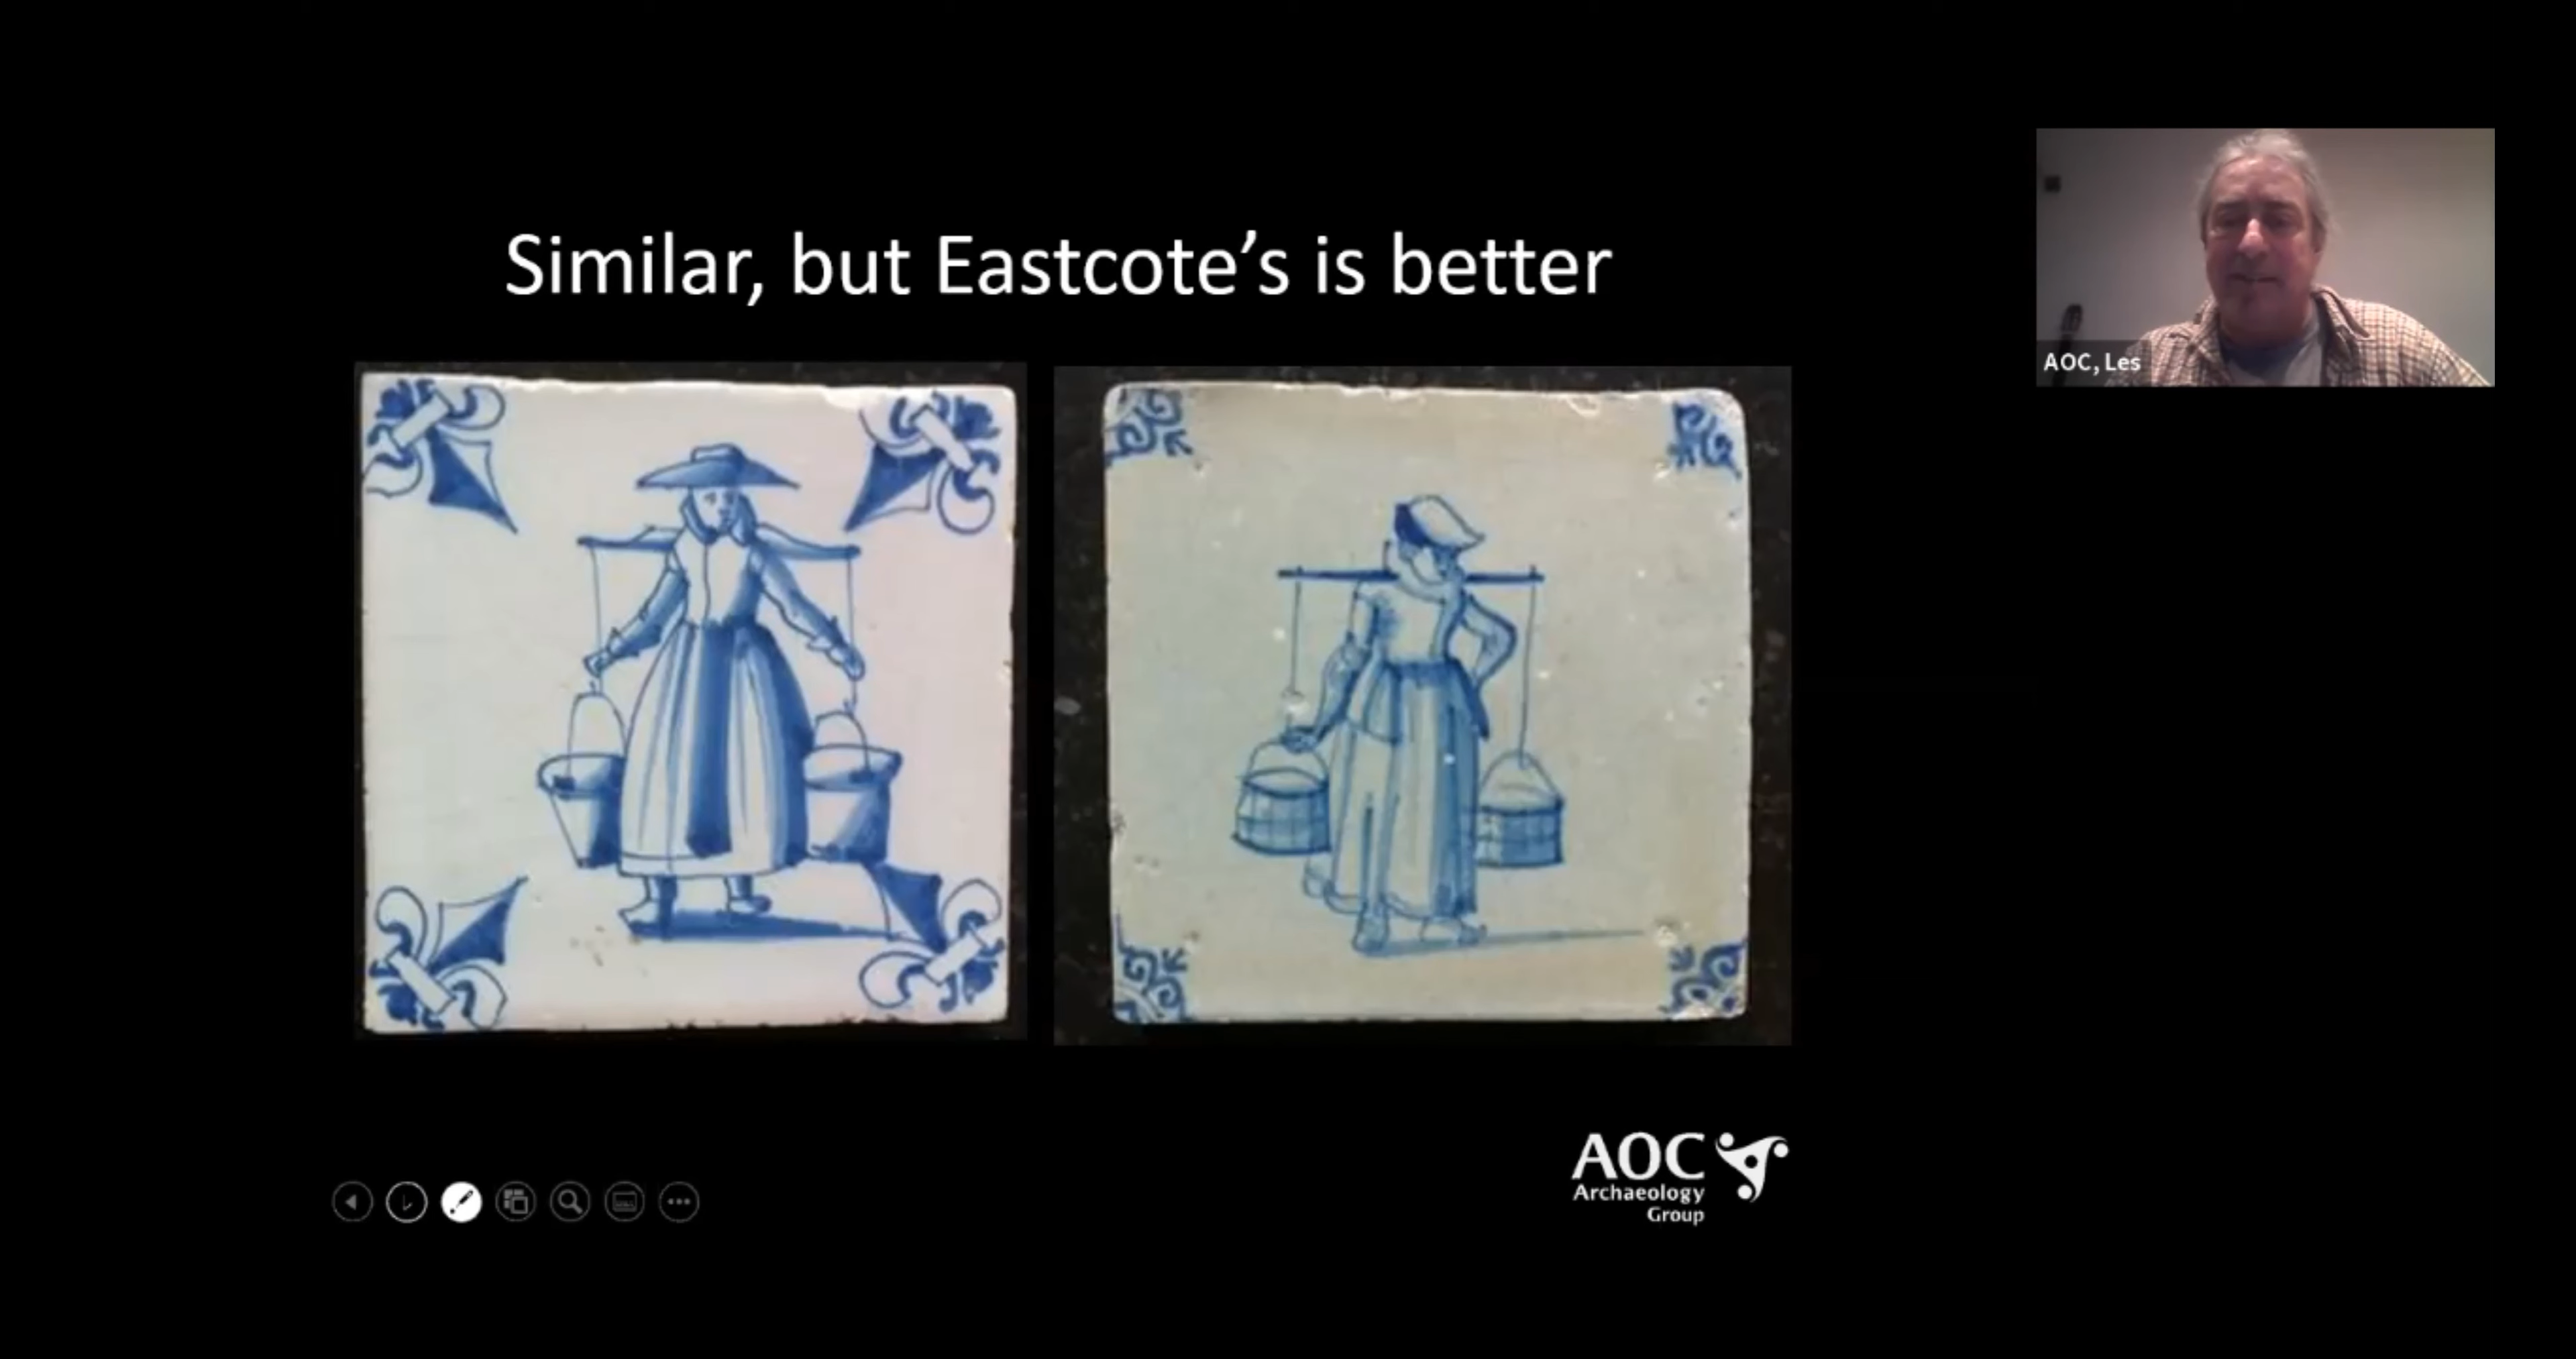 Similar, but Eastcote’s is better
AOC, Les
AOC
Archaeology
Group